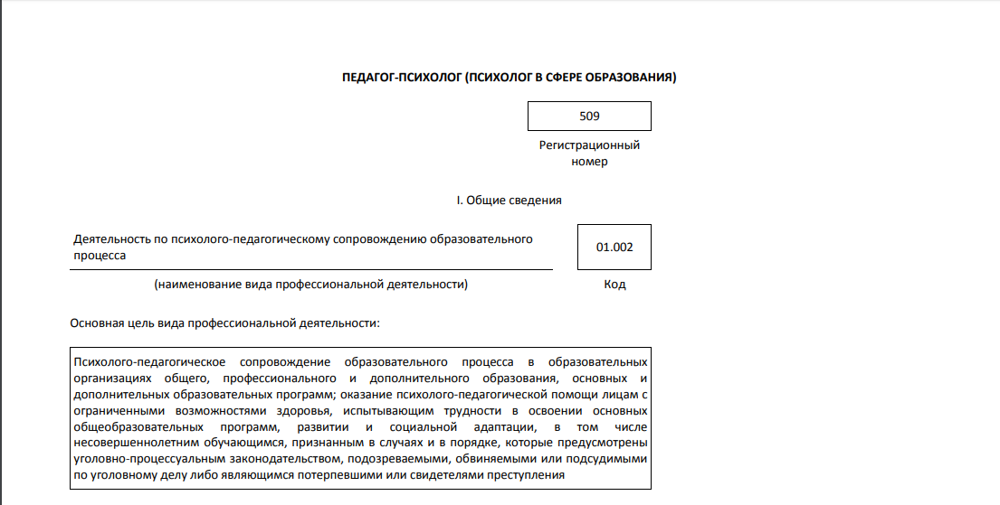 ПЕДАГОГ-ПСИХОЛОГ (ПСИХОЛОГ В СФЕРЕ ОБРАЗОВАНИЯ)
509
Регистрационный
номер
I. Общие сведения
Деятельность по психолого-педагогическому сопровождению образовательного
процесса
01.002
(наименование вида профессиональной деятельности)
Код
Основная цель вида профессиональной деятельности:
Психолого-педагогическое сопровождение образовательного процесса в образовательных
организациях общего, профессионального и дополнительного образования, основных и
дополнительных образовательных программ; оказание психолого-педагогической помощи лицам с
ограниченными возможностями здоровья, испытывающим трудности в освоении основных
общеобразовательных программ, развитии и социальной адаптации, в том числе
несовершеннолетним обучающимся, признанным в случаях и в порядке, которые предусмотрены
уголовно-процессуальным законодательством, подозреваемыми, обвиняемыми или подсудимыми
по уголовному делу либо являющимся потерпевшими или свидетелями преступления